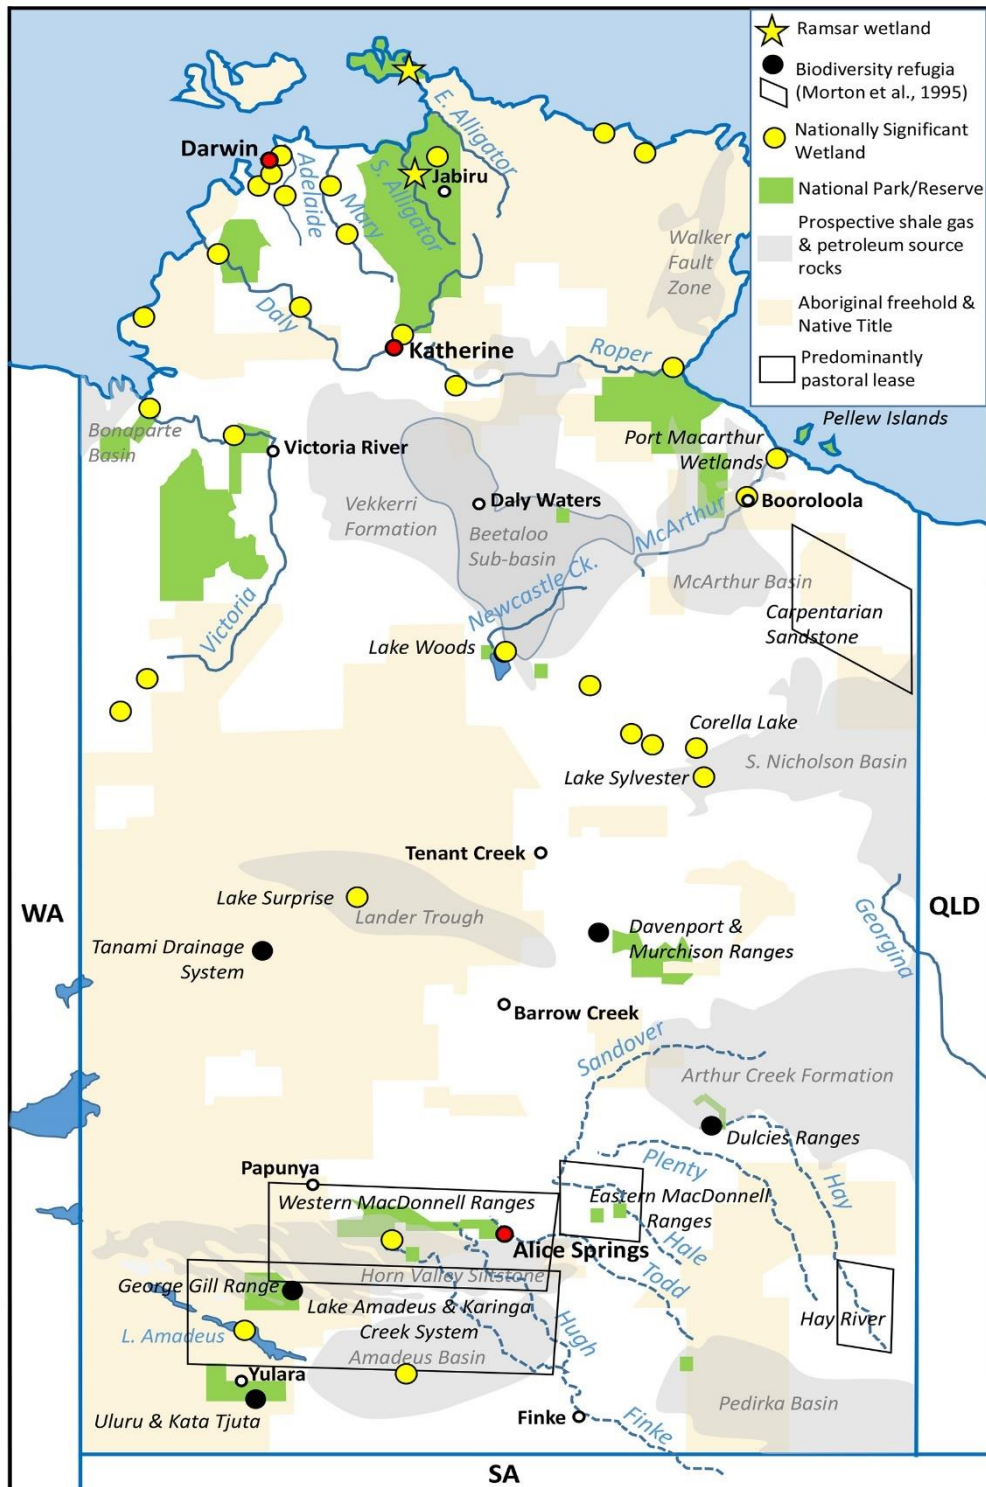 Ramsar wetland
Biodiversity refugia
(Morton et al., 1995)
Nationally Significant
Wetland
National Park/Reserve
Prospective shale gas
& petroleum source
rocks
Aboriginal freehold &
Native Title
Predominantly
pastoral lease
Darwin
Adelaide
Mary
S. Alligator
E. Alligator
Jabiru
Walker
Fault
Zone
Daly
Katherine
Roper
Pellew Islands
Bonaparte
Basin
Victoria River
Port Macarthur
Wetlands
Vekkerri
Formation
Daly Waters
Beetaloo
Sub-basin
McArthur
Booroloola
Newcastle Ck.
McArthur Basin
Victoria
Carpentarian
Sandstone
Lake Woods
Corella Lake
S. Nicholson Basin
Lake Sylvester
Tenant Creek
Lake Surprise
Lander Trough
WA
QLD
Georgina
Tanami Drainage
System
Davenport &
Murchison Ranges
Barrow Creek
Sandover
Arthur Creek Formation
Dulcies Ranges
Plenty
Hay
Papunya
Western MacDonnell Ranges
Eastern MacDonnell
Ranges
Alice Springs
Hale
Todd
Horn Valley Siltstone
George Gill Range
Lake Amadeus & Karinga
Creek System
Hugh
Hay River
L. Amadeus
Amadeus Basin
Yulara
Uluru & Kata Tjuta
Finke
Finke
Pedirka Basin
SA